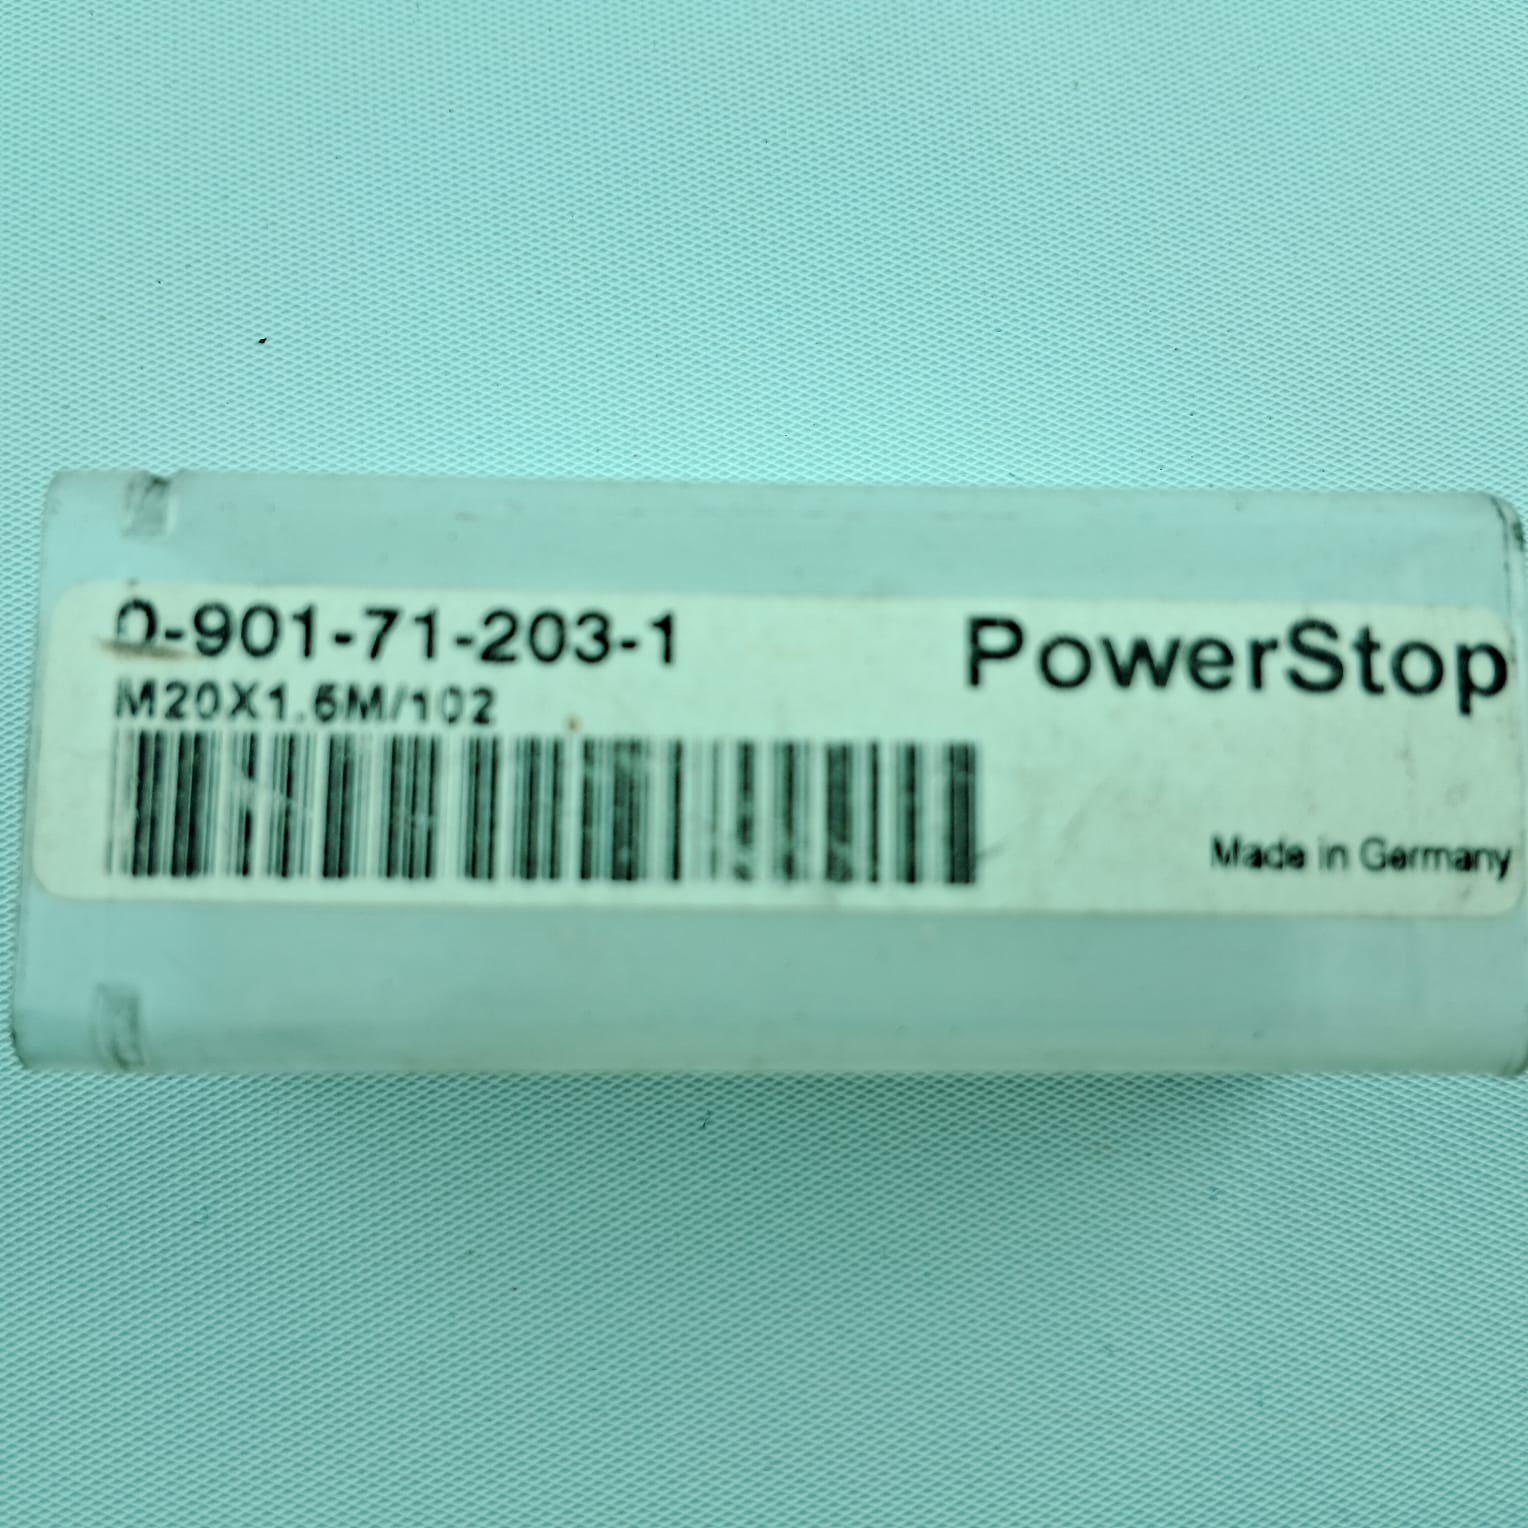 0-901-71-203-1
PowerStop
M20X1.5M/102
Made in Germany